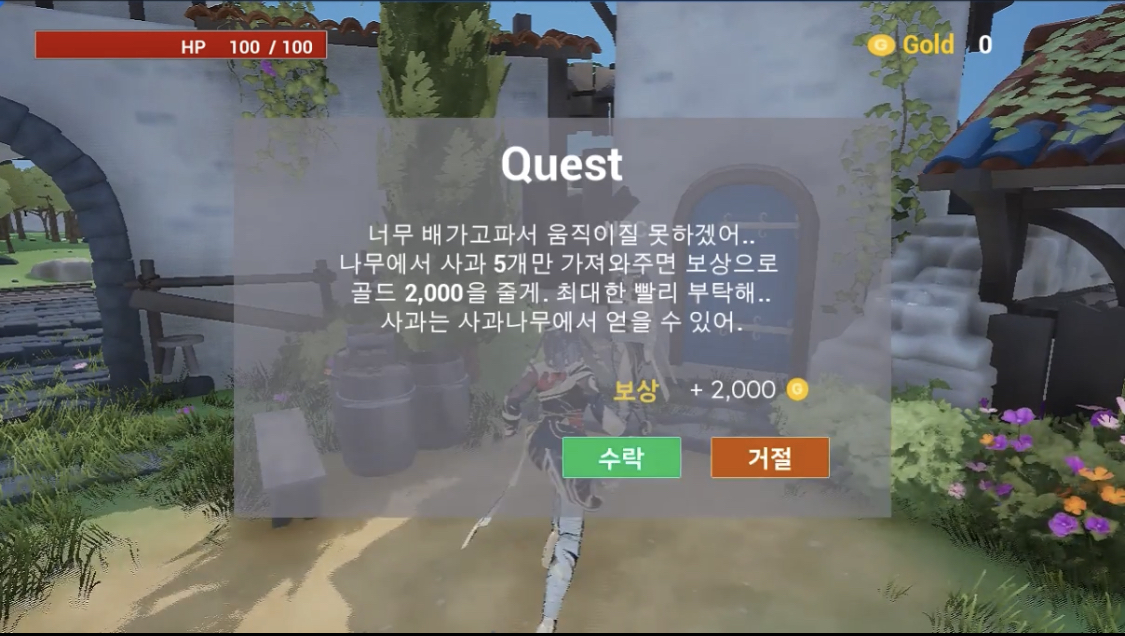 HP 100 / 100
G Gold 0
Quest
너무 배가고파서 움직이질 못하겠어..
나무에서 사과 5개만 가져와주면 보상으로
골드 2,000을 줄게. 최대한 빨리 부탁해..
사과는 사과나무에서 얻을 수 있어.
보상 + 2,000 G
수락 거절